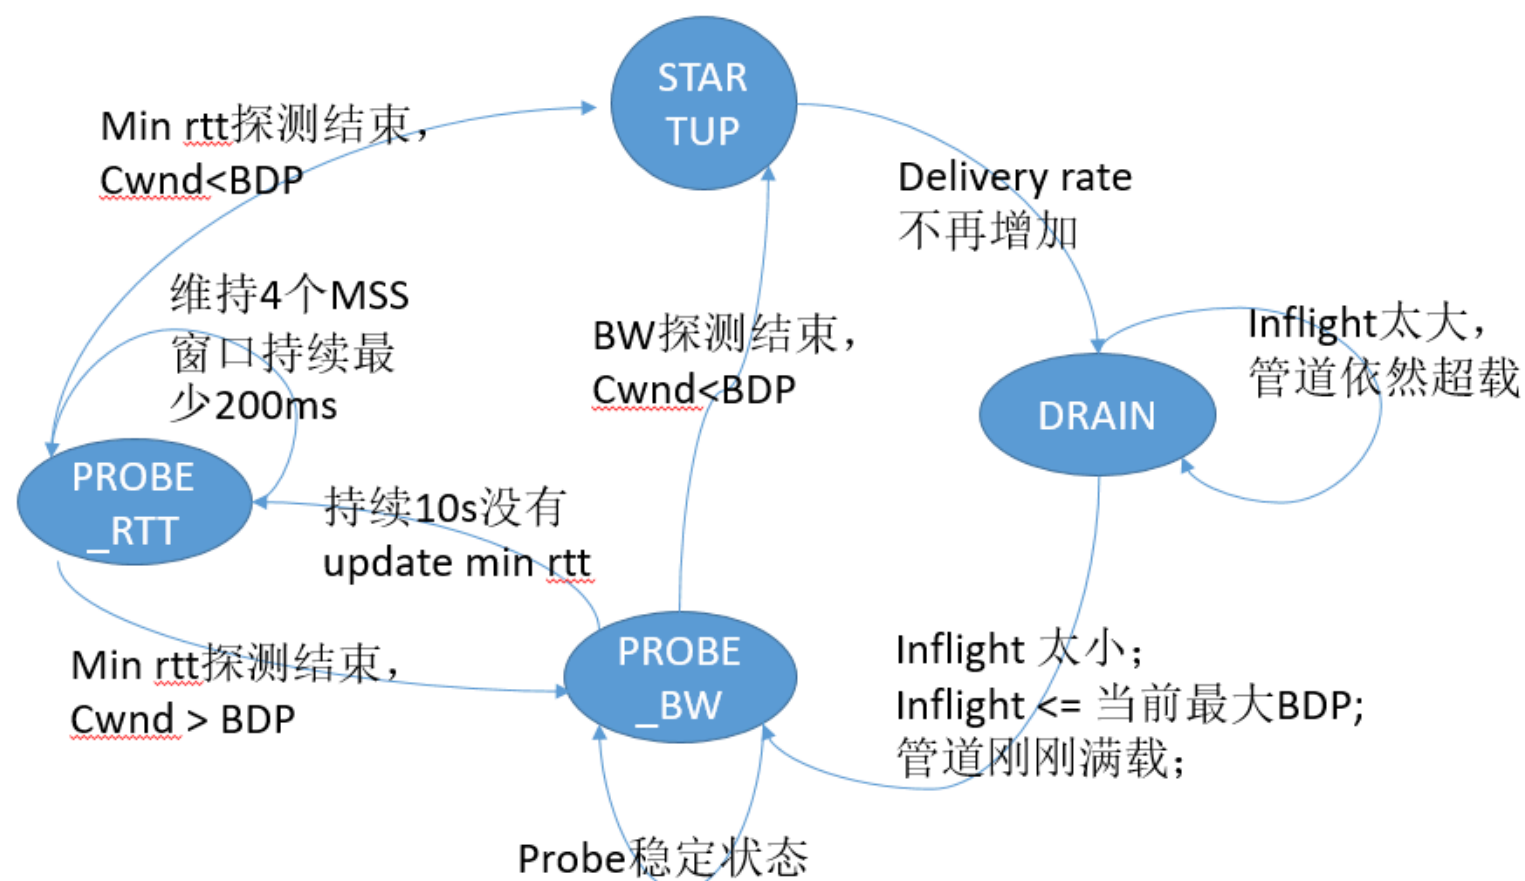 STAR
TUP
Min rtt探测结束，
Cwnd<BDP
Delivery rate
不再增加
维持4个MSS
窗口持续最
少200ms
BW探测结束，
Cwnd<BDP
Inflight太大，
管道依然超载
DRAIN
PROBE
_RTT
持续10s没有
update min rtt
PROBE
_BW
Min rtt探测结束，
Cwnd > BDP
Inflight 太小；
Inflight <= 当前最大BDP;
管道刚刚满载；
Probe稳定状态